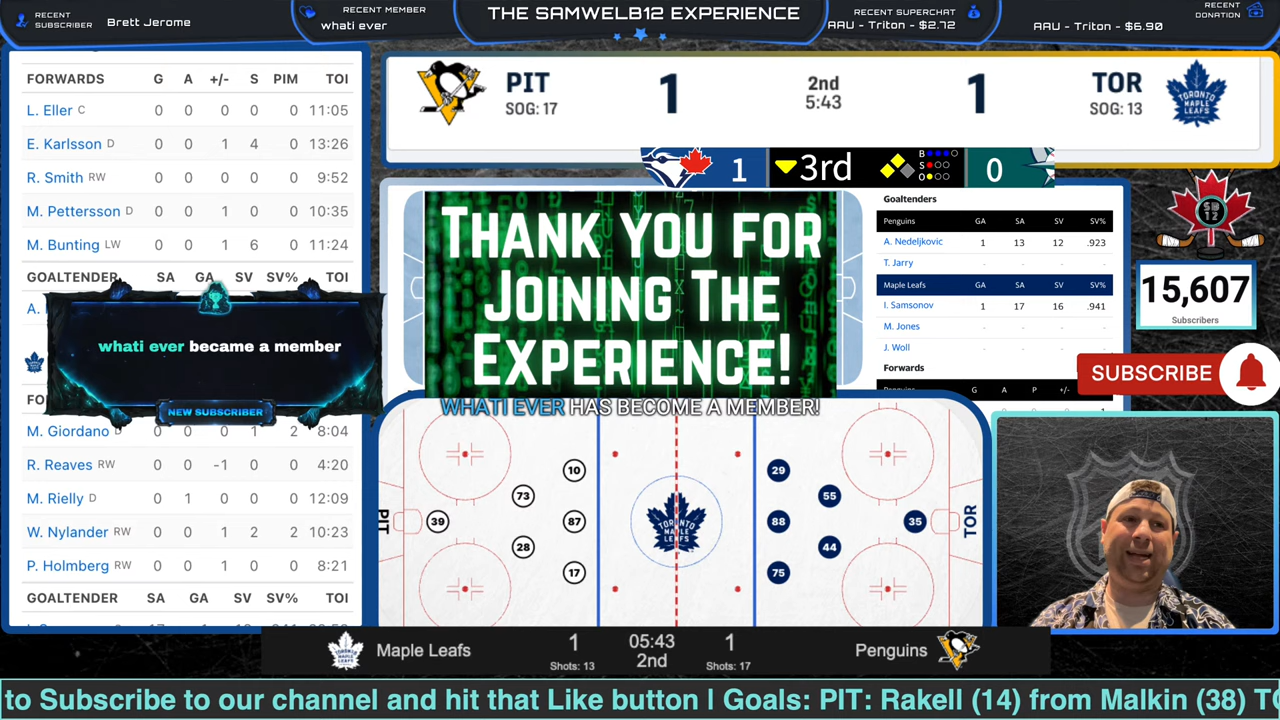 RECENT
SUBSCRIBER
Brett Jerome
RECENT MEMBER
whati ever
THE SAMWELB12 EXPERIENCE
RECENT SUPERCHAT
AAU - Triton - $2.72
RECENT
DONATION
AAU - Triton - $6.90
FORWARDS G A +/- S PIM TOI
L. Eller C 0 0 0 0 0 11:05
E. Karlsson D 0 0 1 4 0 13:26
R. Smith RW 0 0 0 0 0 9:52
M. Pettersson D 0 0 1 0 0 10:35
M. Bunting LW 0 0 1 6 0 11:24
GOALTENDER SA GA SV SV% TOI
whati ever became a member
NEW SUBSCRIBER
M. Giordano D 0 0 0 1 2 8:04
R. Reaves RW 0 0 -1 0 0 4:20
M. Rielly D 0 1 0 0 0 12:09
W. Nylander RW 0 0 1 2 2 10:23
P. Holmberg RW 0 0 1 0 0 8:21
GOALTENDER SA GA SV SV% TOI
PIT
SOG: 17
1
2nd
5:43
1
TOR
SOG: 13
1
3rd
B
S
O
0
THANK YOU FOR
JOINING THE
EXPERIENCE!
WHATI EVER HAS BECOME A MEMBER!
Goaltenders
Penguins GA SA SV SV%
A. Nedeljkovic 1 13 12 .923
T. Jarry - - - -
Maple Leafs GA SA SV SV%
I. Samsonov 1 17 16 .941
M. Jones - - - -
J. Woll - - - -
Forwards
G A P +/-
SB
12
15,607
Subscribers
SUBSCRIBE
PIT
39
73
28
10
87
17
TORONTO
MAPLE
LEAFS
29
88
75
55
44
35
TOR
Maple Leafs
1
Shots: 13
05:43
2nd
1
Shots: 17
Penguins
to Subscribe to our channel and hit that Like button | Goals: PIT: Rakell (14) from Malkin (38)